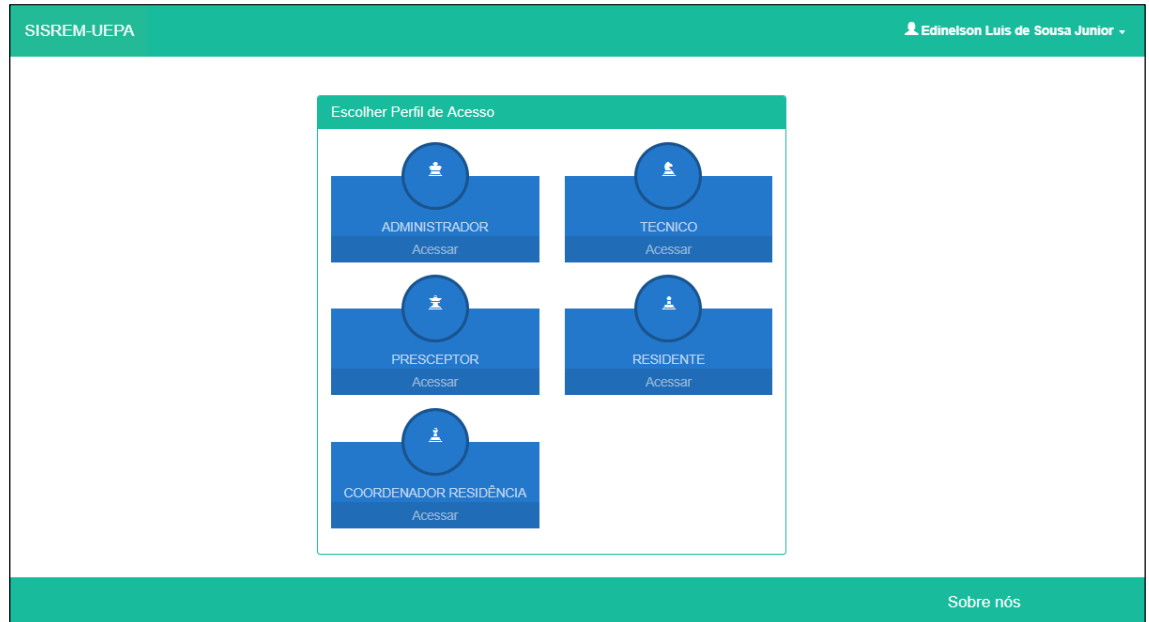 SISREM-UEPA
Edinelson Luis de Sousa Junior
Escolher Perfil de Acesso
ADMINISTRADOR
Acessar
TECNICO
Acessar
PRESCEPTOR
Acessar
RESIDENTE
Acessar
COORDENADOR RESIDÊNCIA
Acessar
Sobre nós